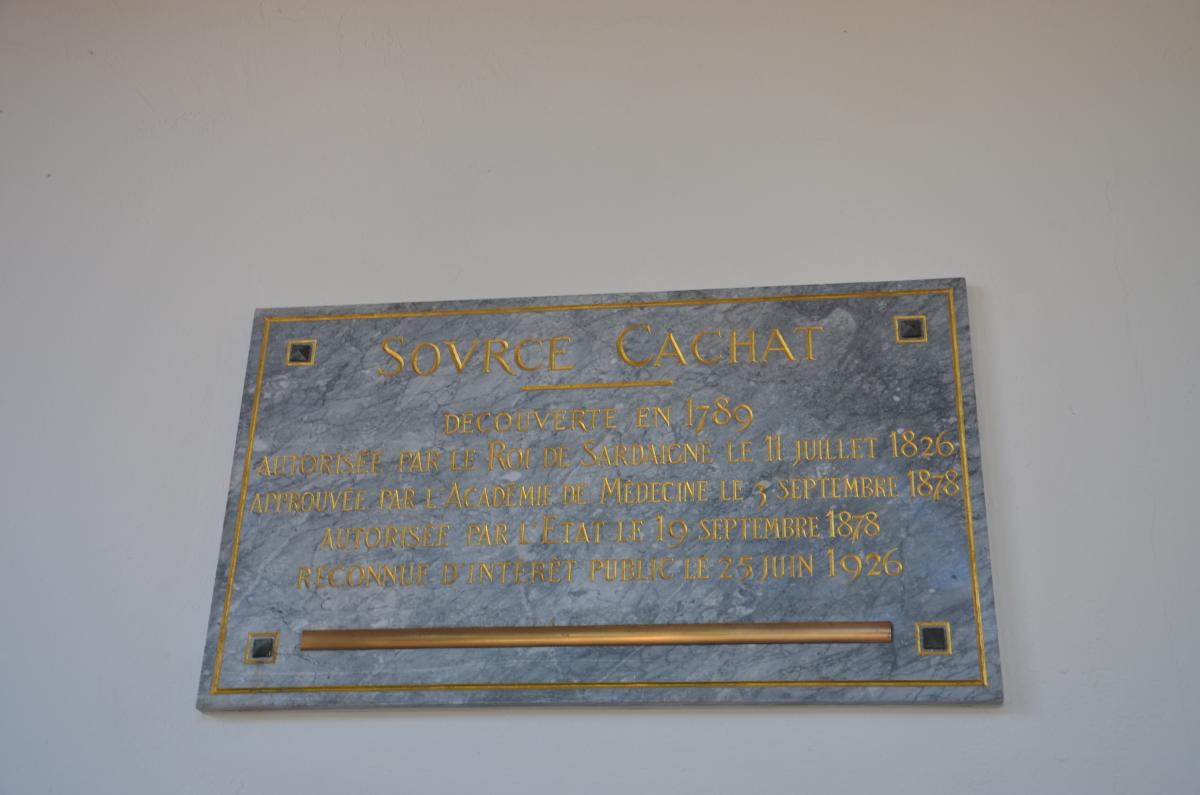 SOVRCE CACHAT
DÉCOUVERTE EN 1789
AUTORISÉE PAR LE ROI DE SARDAIGNE LE 11 JUILLET 1826
APPROUVÉE PAR L'ACADÉMIE DE MÉDECINE LE 3 SEPTEMBRE 1878
AUTORISÉE PAR L'ÉTAT LE 19 SEPTEMBRE 1878
RECONNUE D'INTÉRÊT PUBLIC LE 25 JUIN 1926